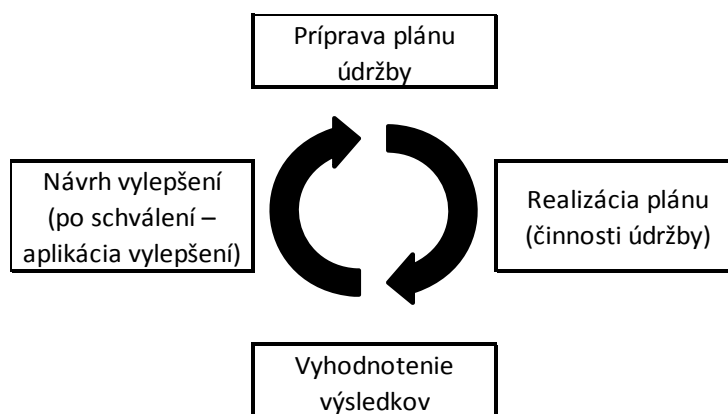 Príprava plánu
údržby
Návrh vylepšení
(po schválení –
aplikácia vylepšení)
Realizácia plánu
(činnosti údržby)
Vyhodnotenie
výsledkov